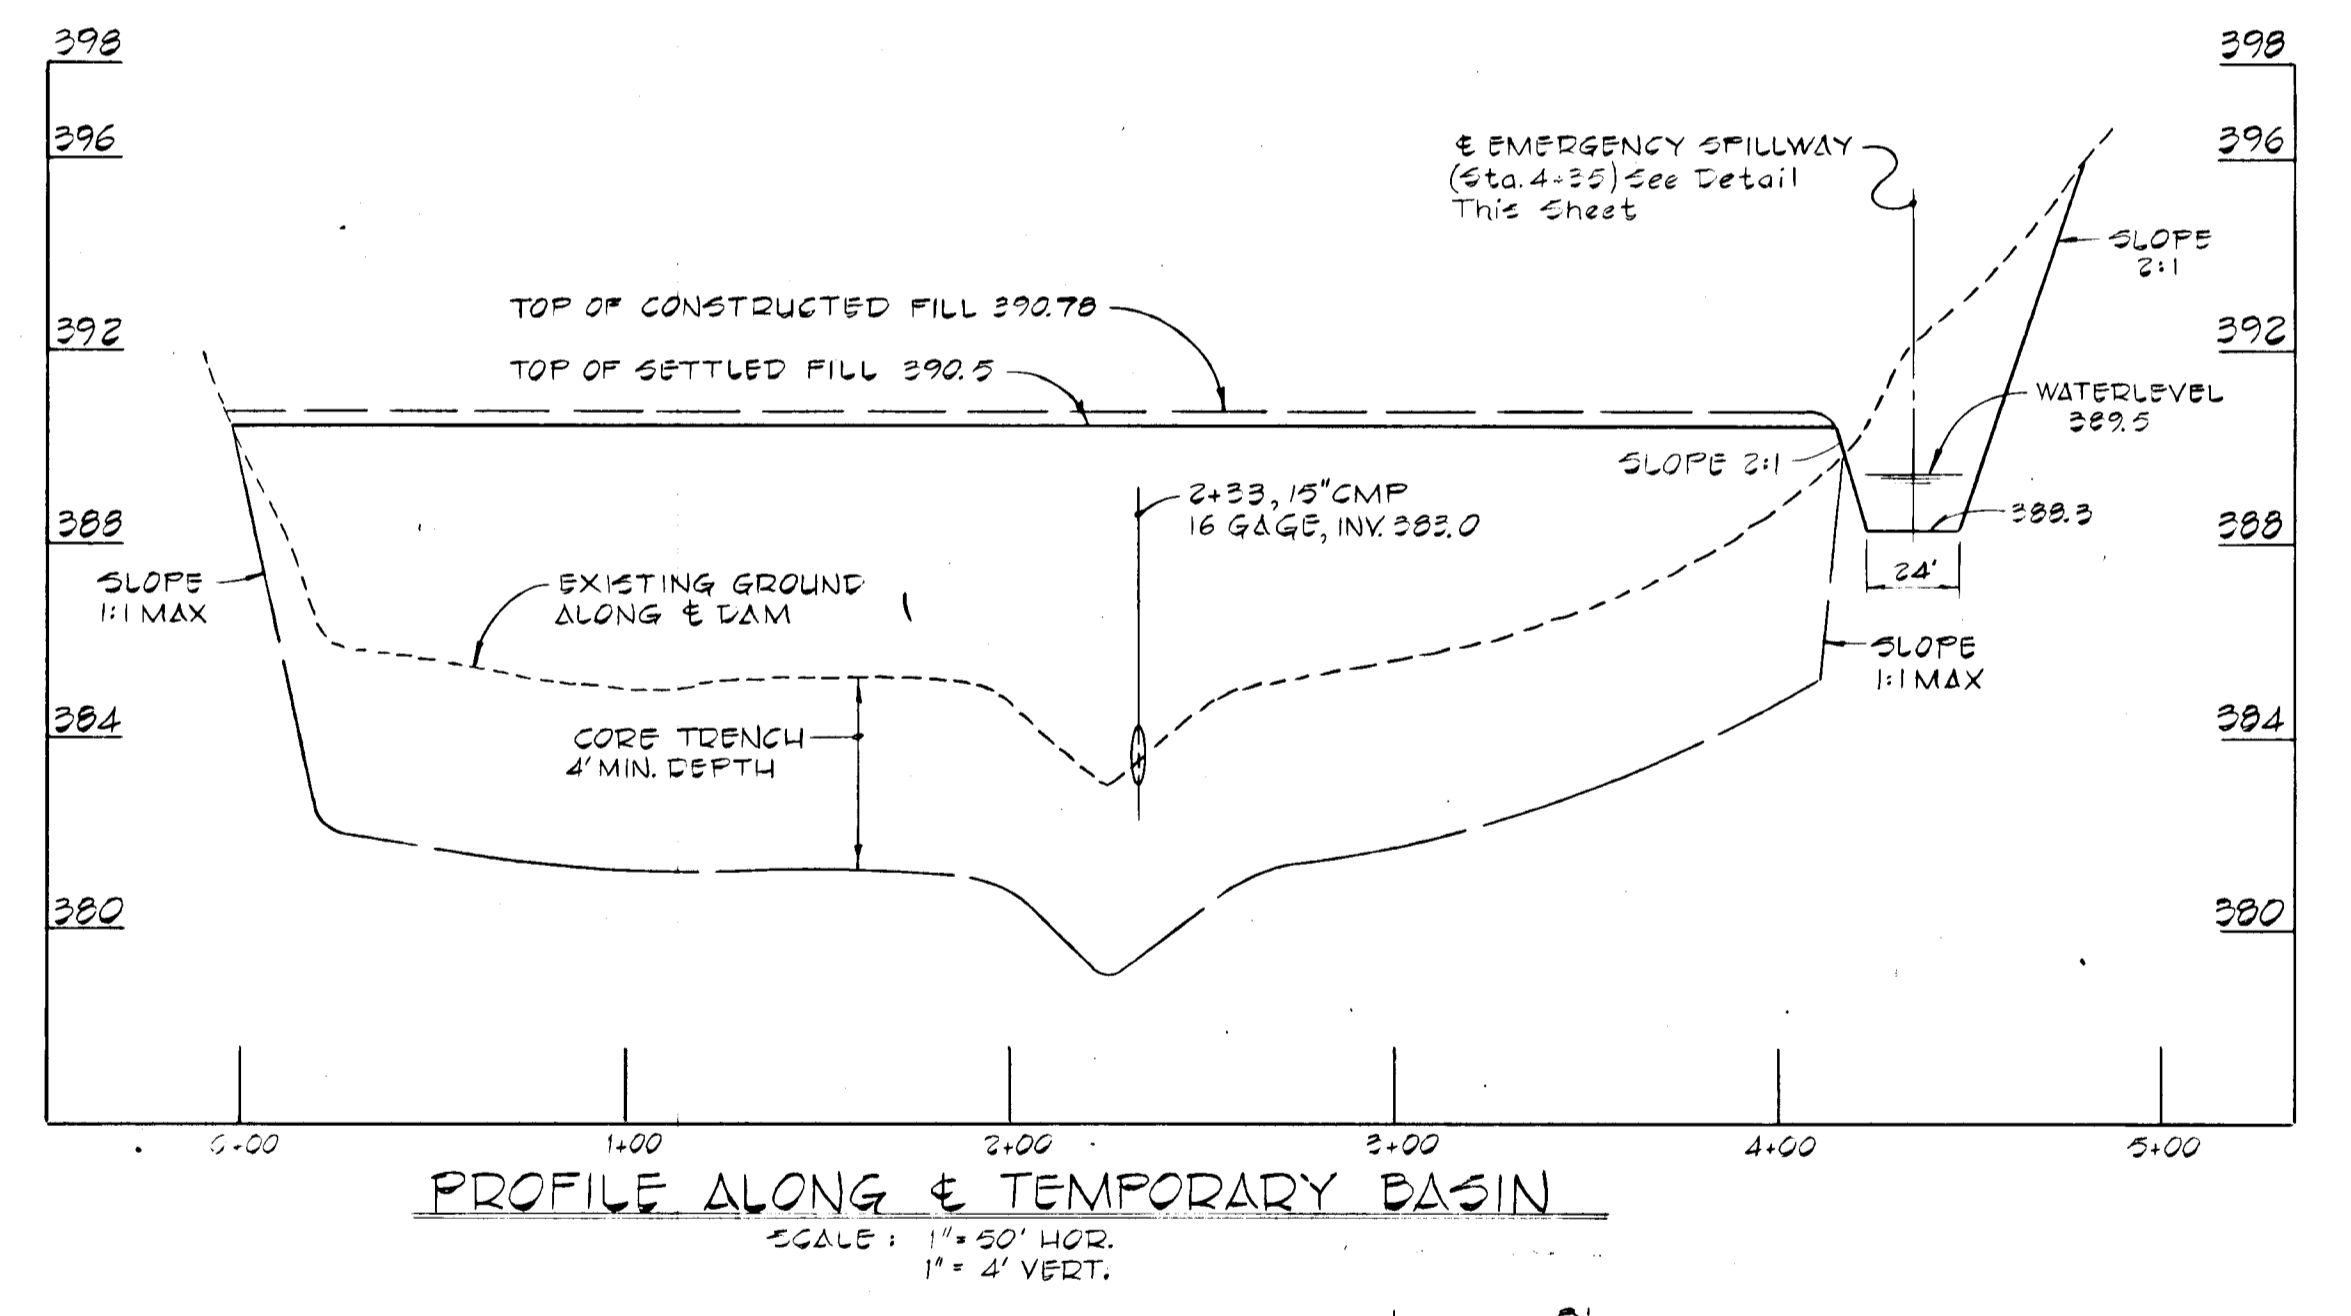 398
398
396
396
℄ EMERGENCY SPILLWAY
(Sta. 4+35) See Detail
This Sheet
SLOPE
2:1
TOP OF CONSTRUCTED FILL 390.78
392
392
TOP OF SETTLED FILL 390.5
WATERLEVEL
389.5
SLOPE 2:1
2+33, 15" CMP
16 GAGE, INV. 383.0
388.3
388
388
24'
SLOPE
1:1 MAX
EXISTING GROUND
ALONG ℄ DAM
SLOPE
1:1 MAX
384
384
CORE TRENCH
4' MIN. DEPTH
380
380
0+00 1+00 2+00 3+00 4+00 5+00
PROFILE ALONG ℄ TEMPORARY BASIN
SCALE: 1" = 50' HOR.
1" = 4' VERT.